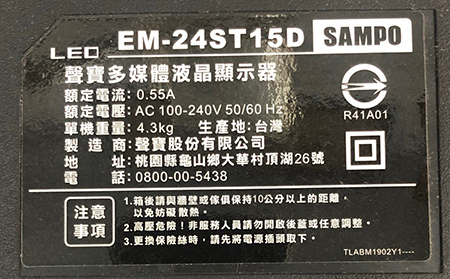 LED EM-24ST15D SAMPO
聲寶多媒體液晶顯示器
額定電流: 0.55A
額定電壓: AC 100-240V 50/60 Hz
單機重量: 4.3kg 生產地: 台灣
R41A01
製造商: 聲寶股份有限公司
地址: 桃園縣龜山鄉大華村頂湖26號
電話: 0800-00-5438
注意事項
1.箱後請與牆壁或傢俱保持10公分以上的距離,
以免妨礙散熱。
2.高壓危險!非服務人員請勿開啟後蓋或任意調整。
3.更換保險絲時,請先將電源插頭取下。
TLABM1902Y1----